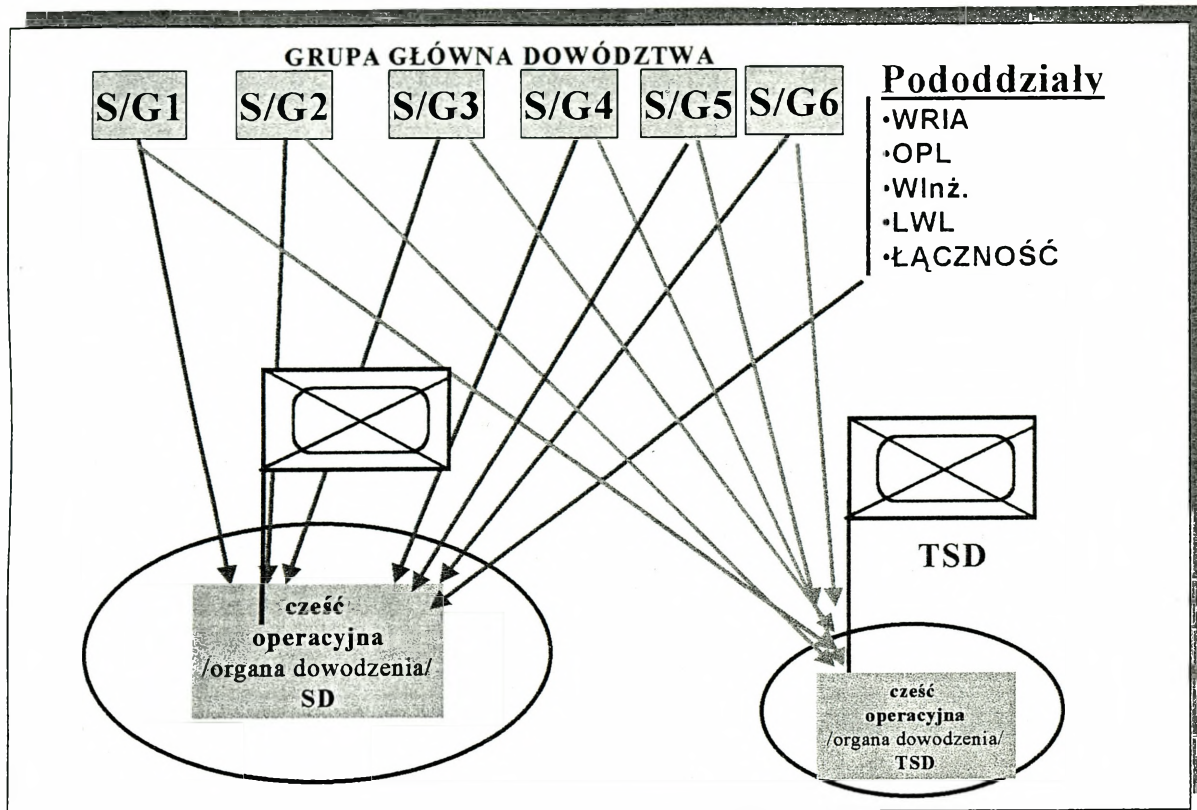 GRUPA GŁÓWNA DOWÓDZTWA
S/G1 S/G2 S/G3 S/G4 S/G5 S/G6
Pododdziały
•WRIA
•OPL
•WInż.
•LWL
•ŁĄCZNOŚĆ
TSD
cześć
operacyjna
/organa dowodzenia/
SD
cześć
operacyjna
/organa dowodzenia/
TSD